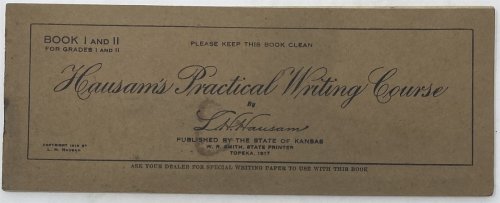 BOOK I AND II
FOR GRADES I AND II
PLEASE KEEP THIS BOOK CLEAN
Hausam's Practical Writing Course
By
L.H. Hausam
PUBLISHED BY THE STATE OF KANSAS
W. R. SMITH, STATE PRINTER
TOPEKA, 1917
COPYRIGHT 1915 BY
L. H. HAUSAM
ASK YOUR DEALER FOR SPECIAL WRITING PAPER TO USE WITH THIS BOOK